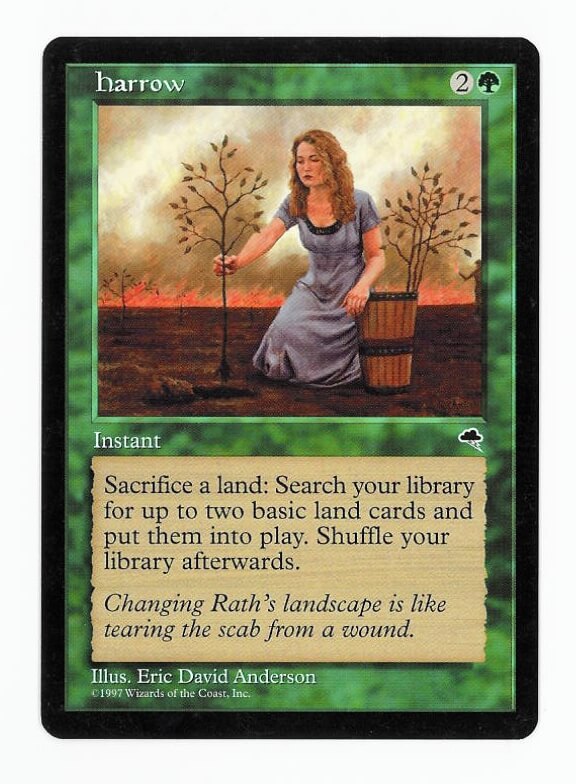 Harrow
2
Instant
Sacrifice a land: Search your library
for up to two basic land cards and
put them into play. Shuffle your
library afterwards.
Changing Rath's landscape is like
tearing the scab from a wound.
Illus. Eric David Anderson
©1997 Wizards of the Coast, Inc.